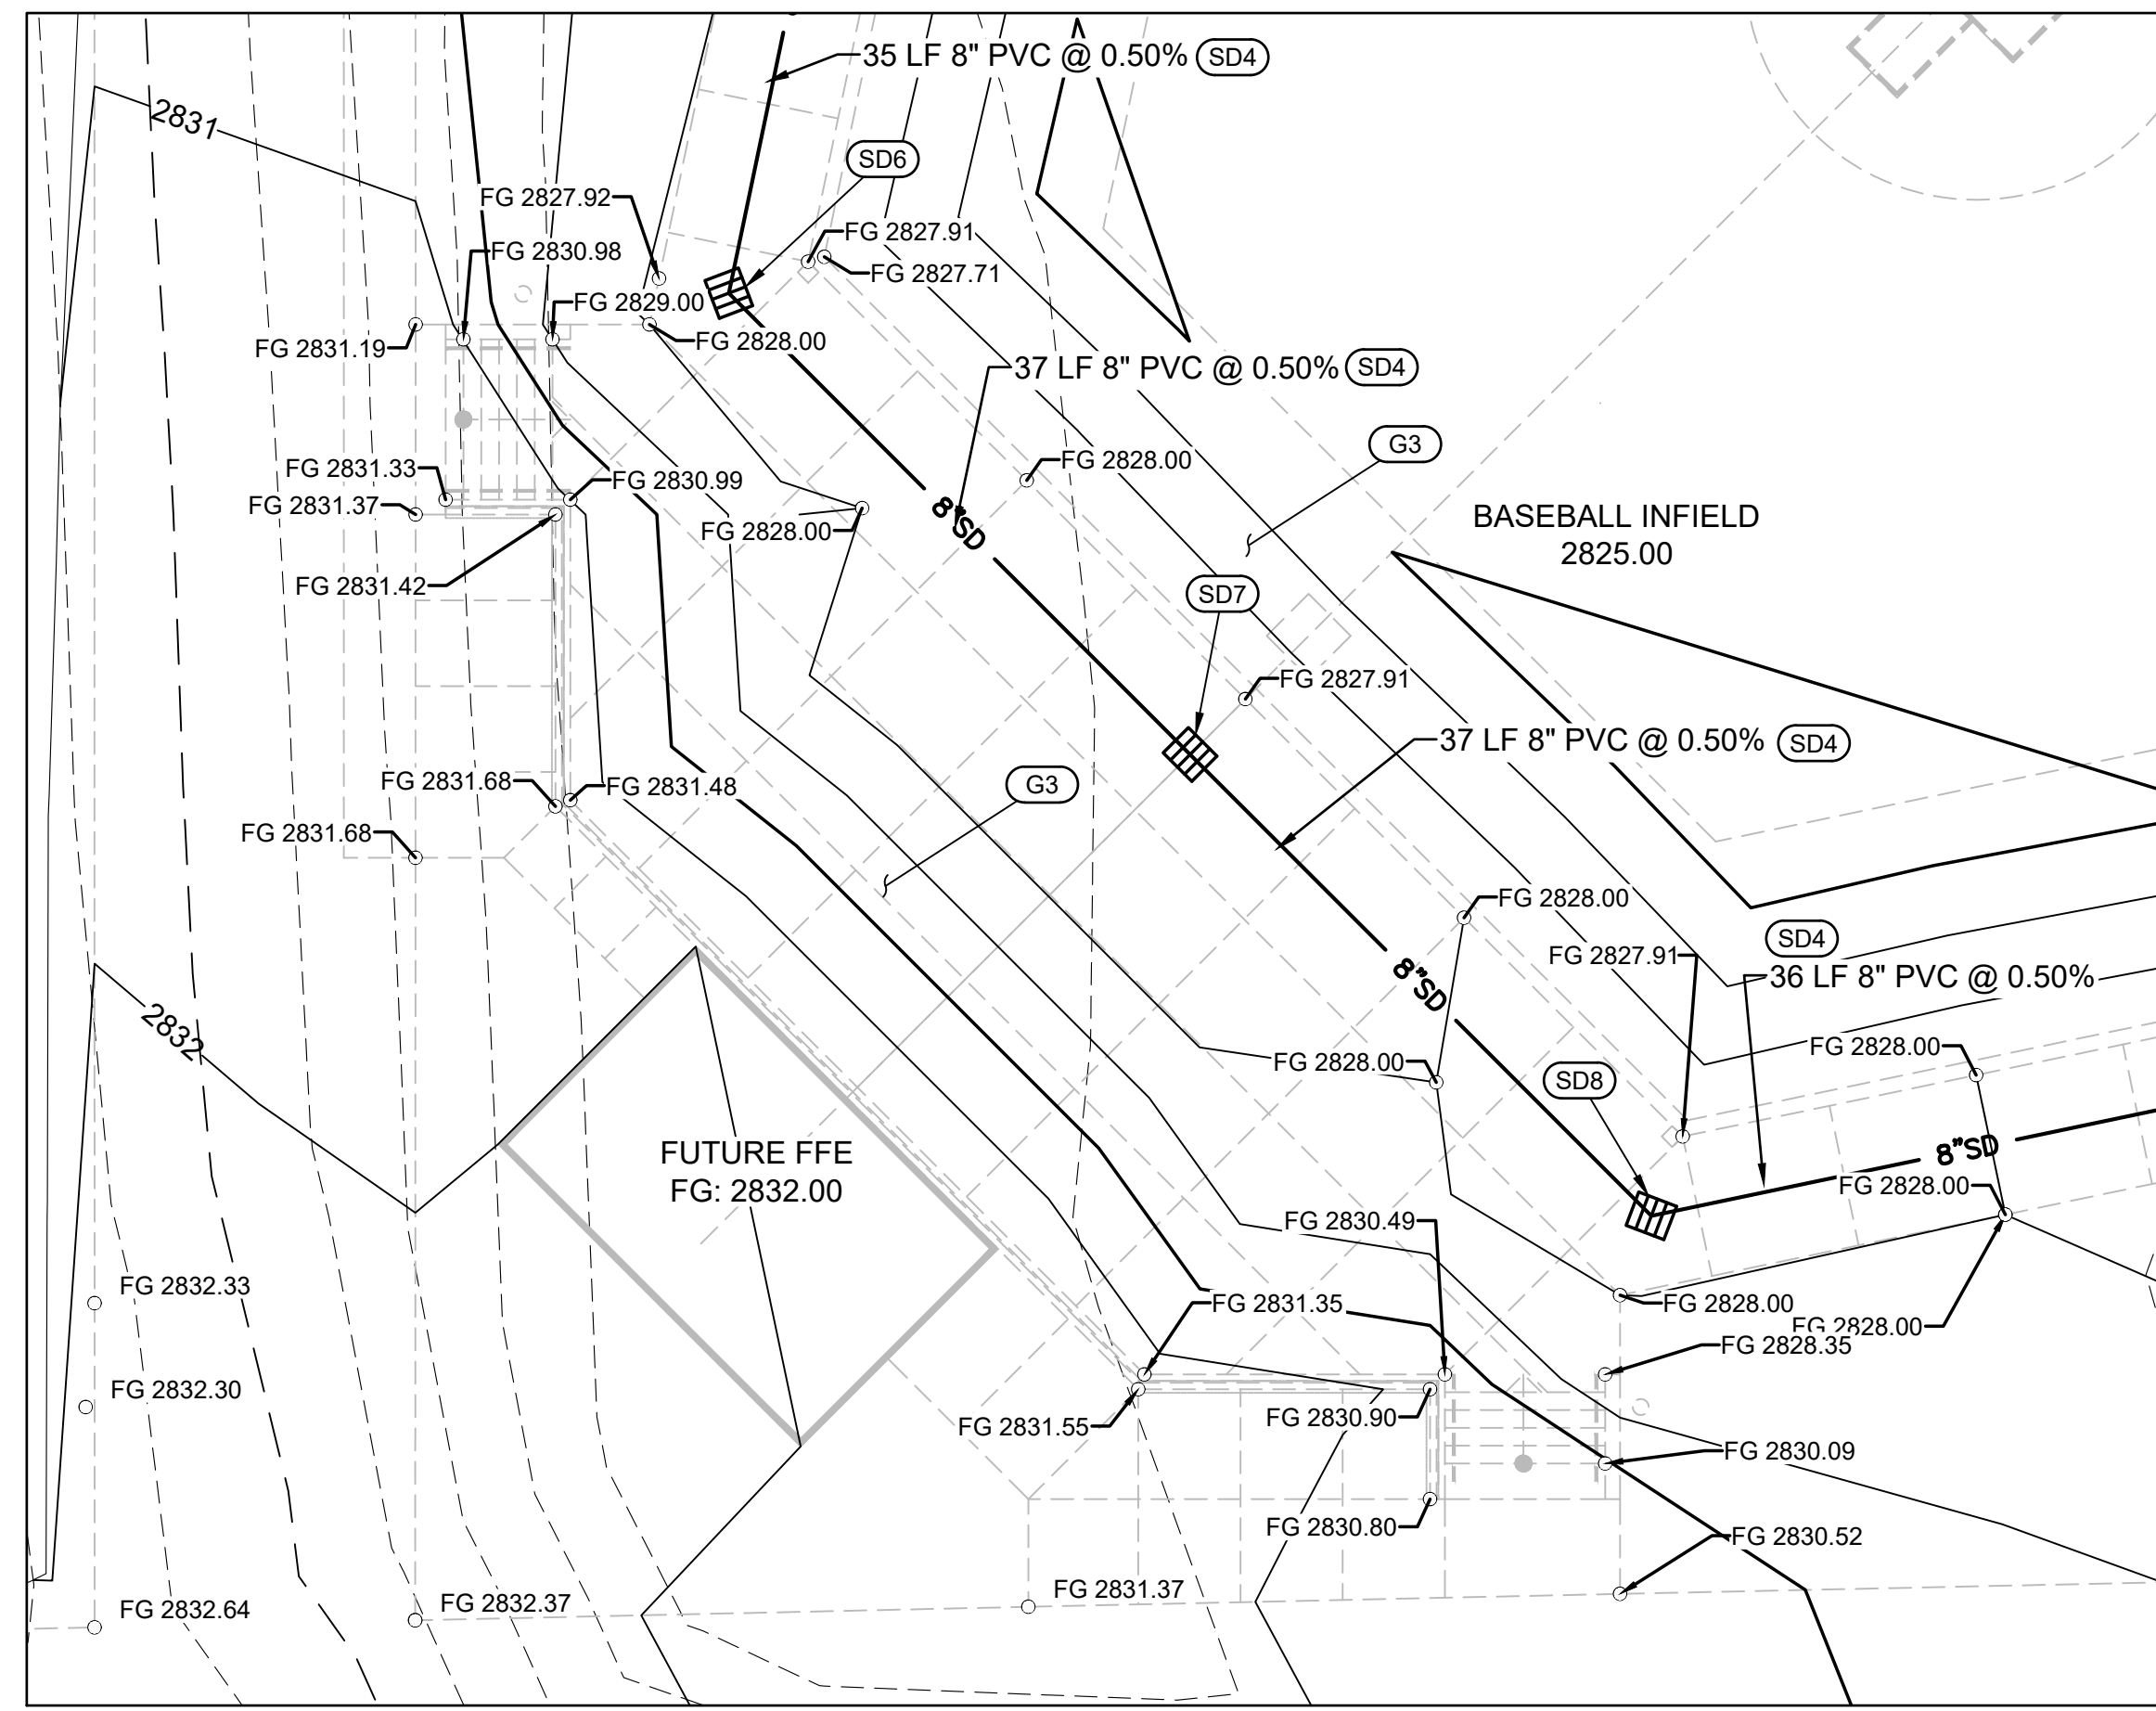 35 LF 8" PVC @ 0.50% SD4
2831
SD6
FG 2827.92
FG 2827.91
FG 2830.98
FG 2827.71
FG 2829.00
FG 2831.19
FG 2828.00
37 LF 8" PVC @ 0.50% SD4
G3
FG 2831.33
FG 2828.00
FG 2830.99
FG 2831.37
BASEBALL INFIELD
2825.00
8"SD
FG 2828.00
FG 2831.42
SD7
FG 2827.91
37 LF 8" PVC @ 0.50% SD4
FG 2831.68
FG 2831.48
G3
FG 2831.68
FG 2828.00
SD4
FG 2827.91
36 LF 8" PVC @ 0.50%
8"SD
2832
FG 2828.00
FG 2828.00
SD8
8"SD
FUTURE FFE
FG: 2832.00
FG 2828.00
FG 2830.49
FG 2832.33
FG 2831.35
FG 2828.00
FG 2828.00
FG 2828.35
FG 2832.30
FG 2830.90
FG 2831.55
FG 2830.09
FG 2830.80
FG 2830.52
FG 2831.37
FG 2832.64
FG 2832.37